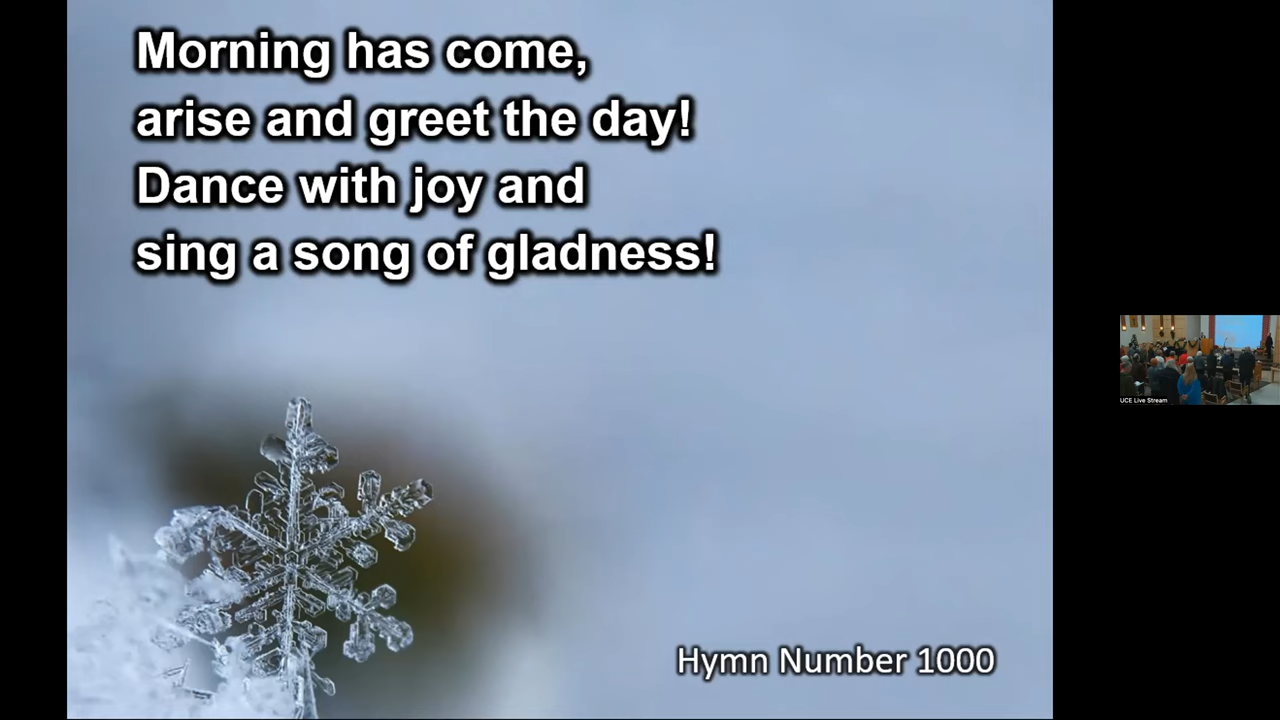 Morning has come,
arise and greet the day!
Dance with joy and
sing a song of gladness!
Hymn Number 1000
UCE Live Stream